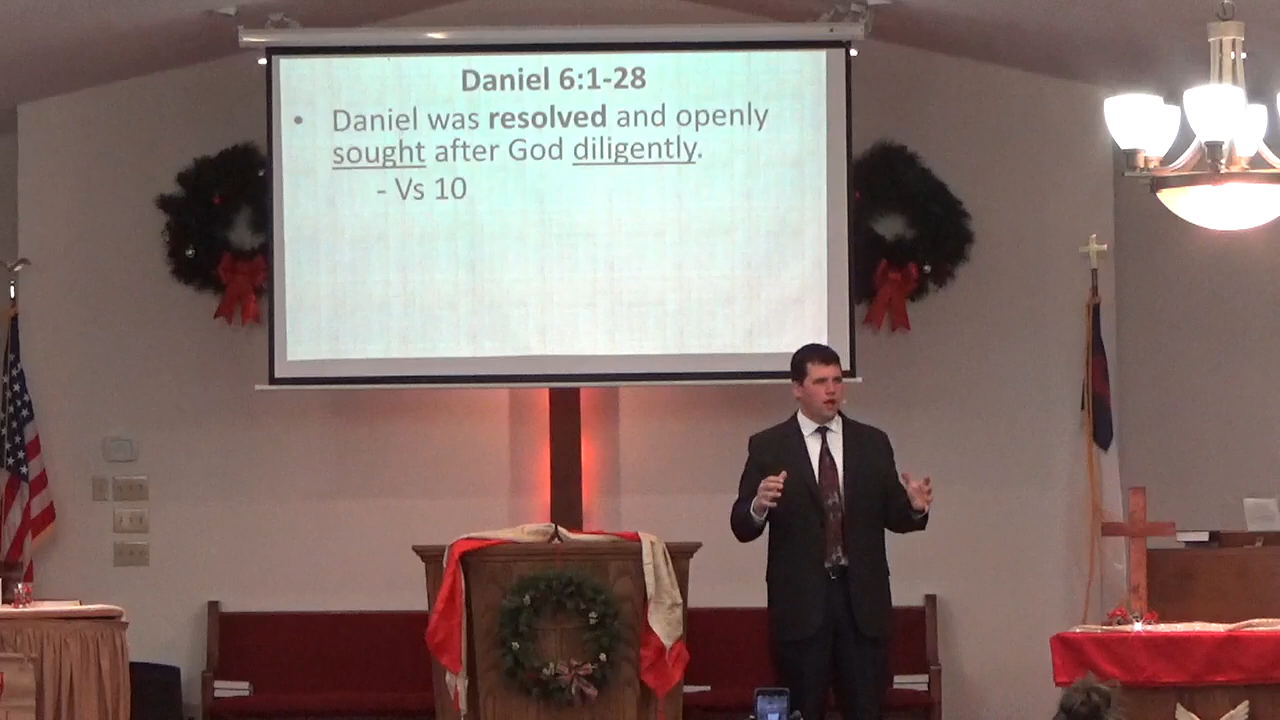 Daniel 6:1-28
• Daniel was resolved and openly
sought after God diligently.
- Vs 10